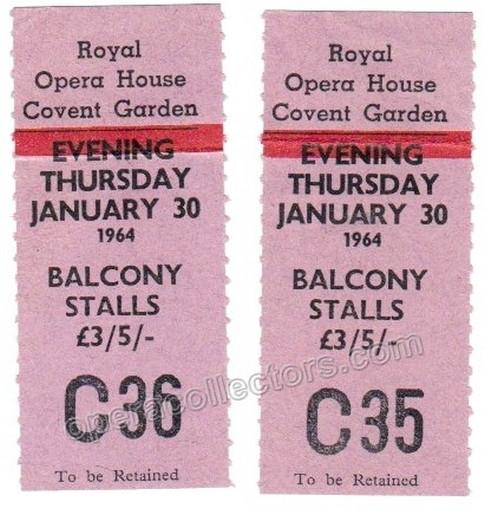 Royal
Opera House
Covent Garden
EVENING
THURSDAY
JANUARY 30
1964
BALCONY
STALLS
£3/5/-
C36
To be Retained
Royal
Opera House
Covent Garden
EVENING
THURSDAY
JANUARY 30
1964
BALCONY
STALLS
£3/5/-
C35
To be Retained
operacollectors.com